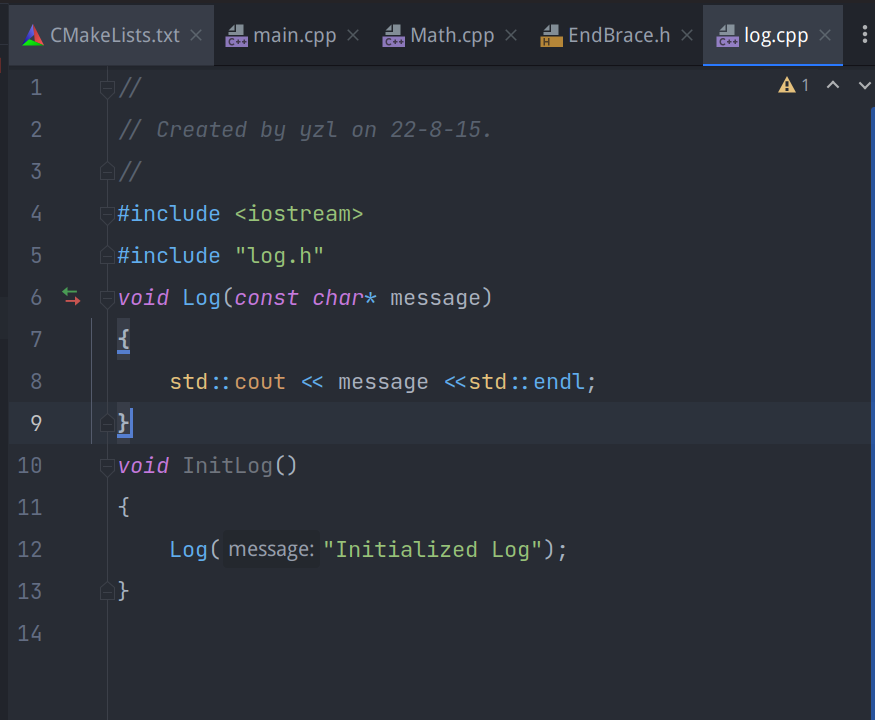 CMakeLists.txt main.cpp Math.cpp EndBrace.h log.cpp
1 // 1
2 // Created by yzl on 22-8-15.
3 //
4 #include <iostream>
5 #include "log.h"
6 void Log(const char* message)
7 {
8 std::cout << message <<std::endl;
9 }
10 void InitLog()
11 {
12 Log( message: "Initialized Log");
13 }
14